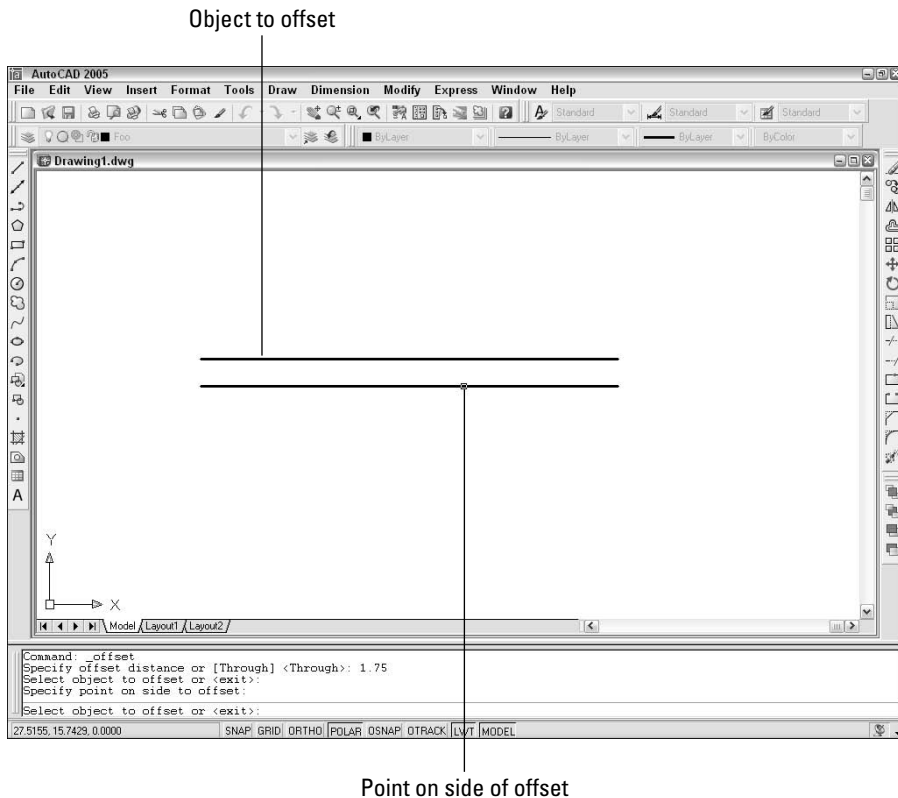 Object to offset
AutoCAD 2005
File Edit View Insert Format Tools Draw Dimension Modify Express Window Help
Standard Standard Standard
Foo ByLayer ByLayer ByLayer ByColor
Drawing1.dwg
A
Y
X
Model Layout1 Layout2
Command: _offset
Specify offset distance or [Through] <Through>: 1.75
Select object to offset or <exit>:
Specify point on side to offset:
Select object to offset or <exit>:
27.5155, 15.7429, 0.0000 SNAP GRID ORTHO POLAR OSNAP OTRACK LWT MODEL
Point on side of offset